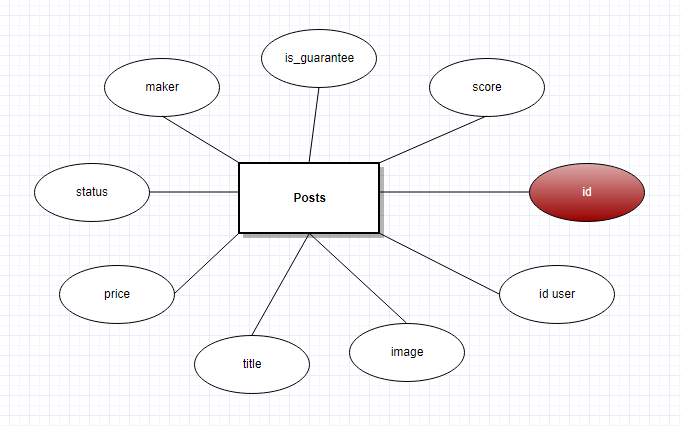 is_guarantee
maker
score
status
Posts
id
price
id user
title
image